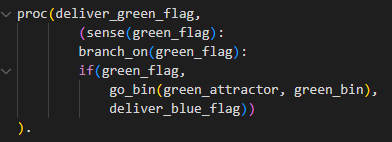 proc(deliver_green_flag,
(sense(green_flag):
branch_on(green_flag):
if(green_flag,
go_bin(green_attractor, green_bin),
deliver_blue_flag))
).